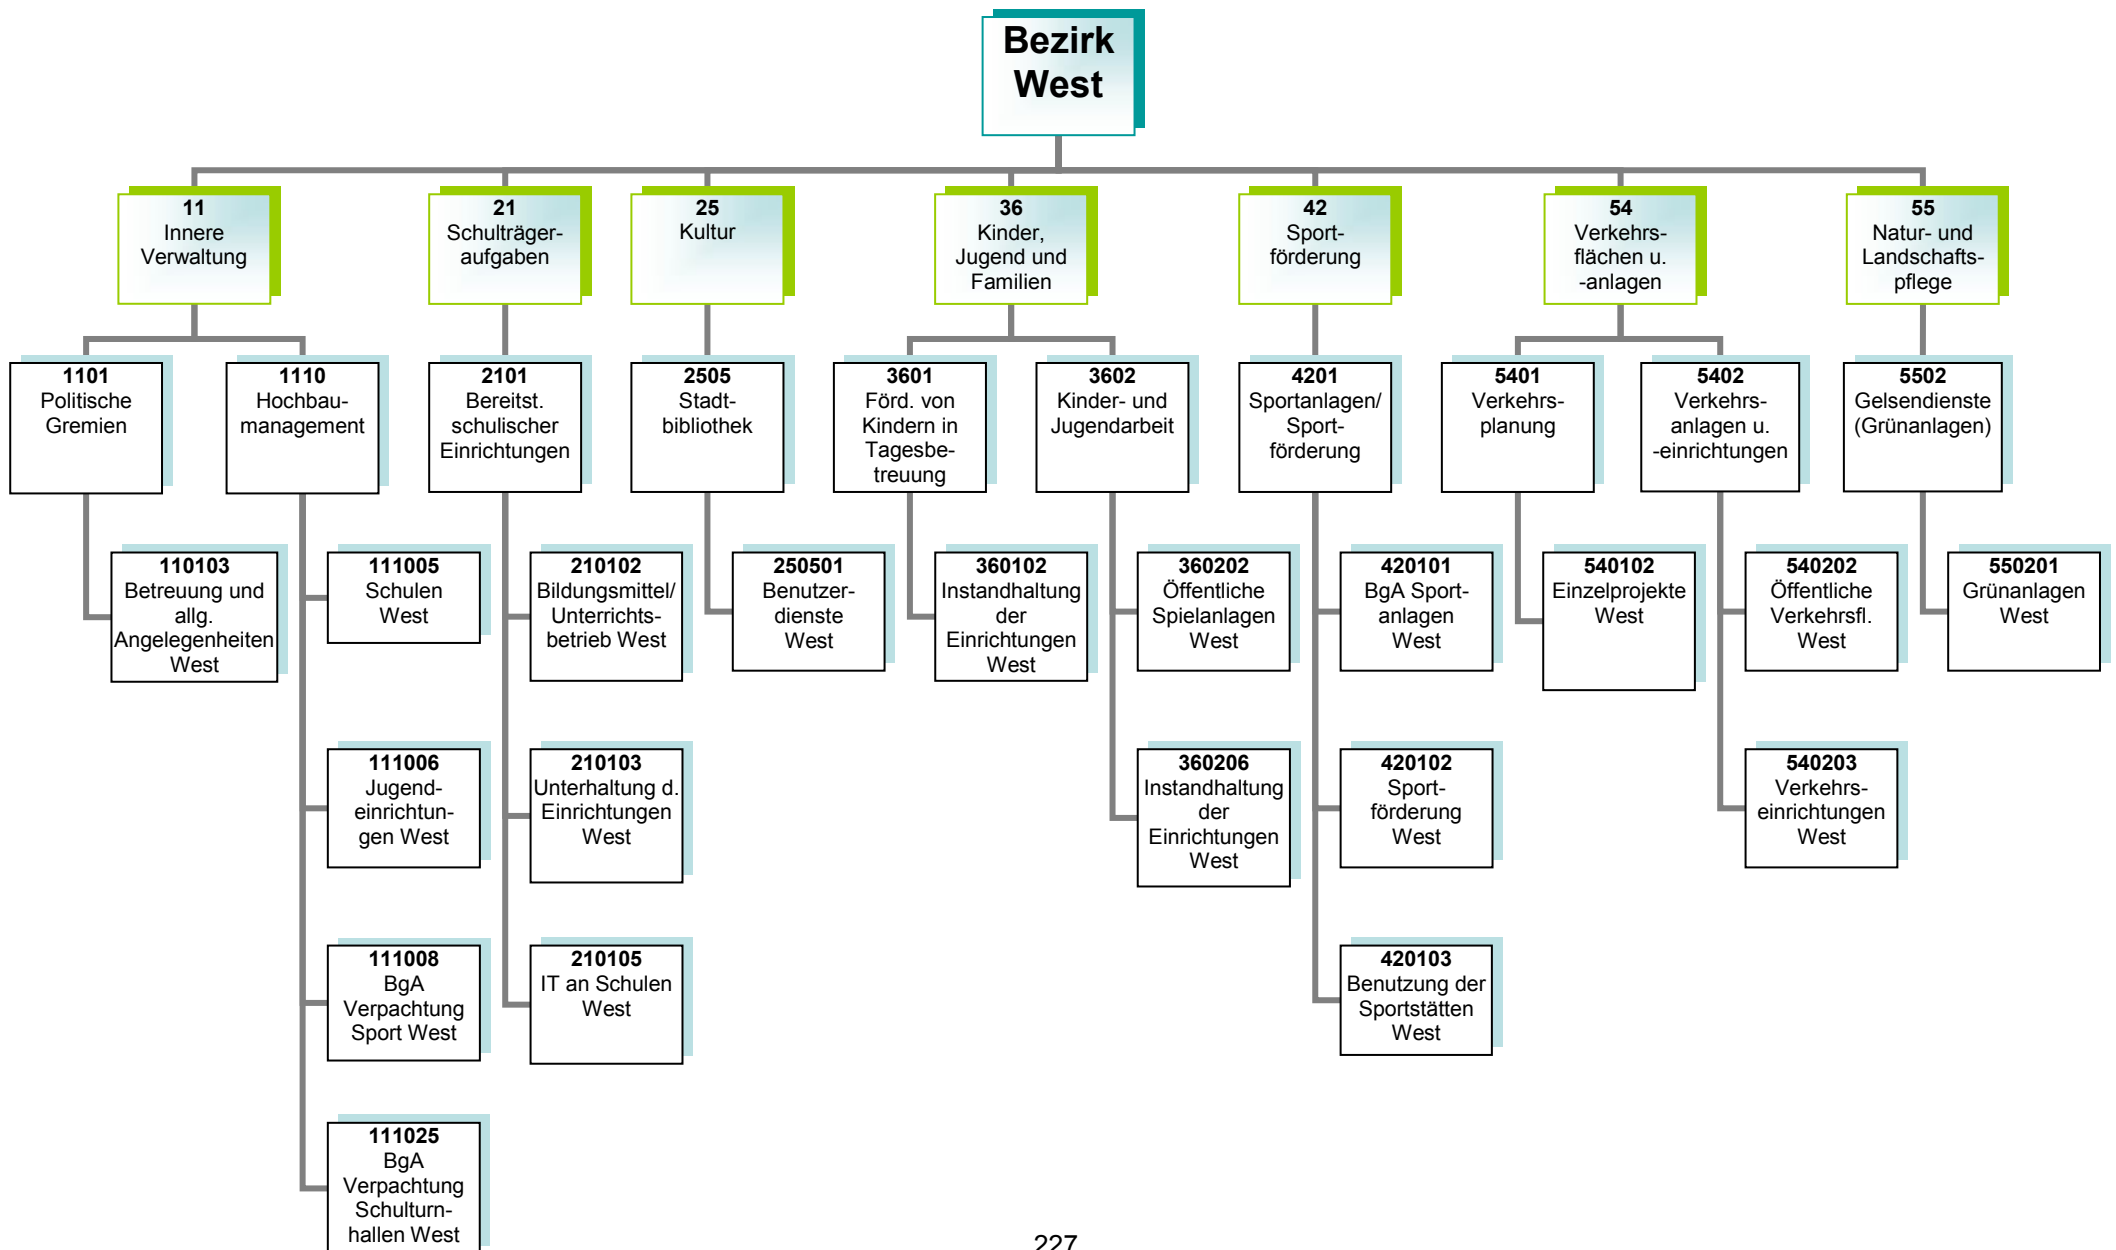 Bezirk
West
11
Innere
Verwaltung
21
Schulträger-
aufgaben
25
Kultur
36
Kinder,
Jugend und
Familien
42
Sport-
förderung
54
Verkehrs-
flächen u.
-anlagen
55
Natur- und
Landschafts-
pflege
1101
Politische
Gremien
1110
Hochbau-
management
2101
Bereitst.
schulischer
Einrichtungen
2505
Stadt-
bibliothek
3601
Förd. von
Kindern in
Tagesbe-
treuung
3602
Kinder- und
Jugendarbeit
4201
Sportanlagen/
Sport-
förderung
5401
Verkehrs-
planung
5402
Verkehrs-
anlagen u.
-einrichtungen
5502
Gelsendienste
(Grünanlagen)
110103
Betreuung und
allg.
Angelegenheiten
West
111005
Schulen
West
210102
Bildungsmittel/
Unterrichts-
betrieb West
250501
Benutzer-
dienste
West
360102
Instandhaltung
der
Einrichtungen
West
360202
Öffentliche
Spielanlagen
West
420101
BgA Sport-
anlagen
West
540102
Einzelprojekte
West
540202
Öffentliche
Verkehrsfl.
West
550201
Grünanlagen
West
111006
Jugend-
einrichtun-
gen West
210103
Unterhaltung d.
Einrichtungen
West
360206
Instandhaltung
der
Einrichtungen
West
420102
Sport-
förderung
West
540203
Verkehrs-
einrichtungen
West
111008
BgA
Verpachtung
Sport West
210105
IT an Schulen
West
420103
Benutzung der
Sportstätten
West
111025
BgA
Verpachtung
Schulturn-
hallen West
227